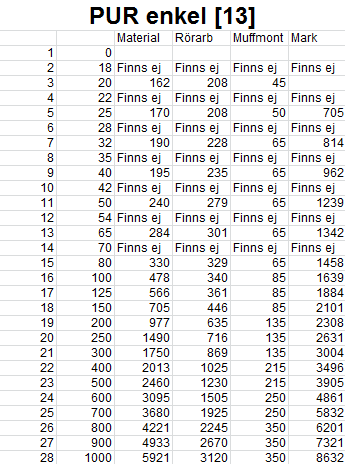 PUR enkel [13]
Material Rörarb Muffmont Mark
1 0
2 18 Finns ej Finns ej Finns ej Finns ej
3 20 162 208 45
4 22 Finns ej Finns ej Finns ej Finns ej
5 25 170 208 50 705
6 28 Finns ej Finns ej Finns ej Finns ej
7 32 190 228 65 814
8 35 Finns ej Finns ej Finns ej Finns ej
9 40 195 235 65 962
10 42 Finns ej Finns ej Finns ej Finns ej
11 50 240 279 65 1239
12 54 Finns ej Finns ej Finns ej Finns ej
13 65 284 301 65 1342
14 70 Finns ej Finns ej Finns ej Finns ej
15 80 330 329 65 1458
16 100 478 340 85 1639
17 125 566 361 85 1884
18 150 705 446 85 2101
19 200 977 635 135 2308
20 250 1490 716 135 2631
21 300 1750 869 135 3004
22 400 2013 1025 215 3496
23 500 2460 1230 215 3905
24 600 3095 1505 250 4861
25 700 3680 1925 250 5832
26 800 4221 2245 350 6201
27 900 4933 2670 350 7321
28 1000 5921 3120 350 8632